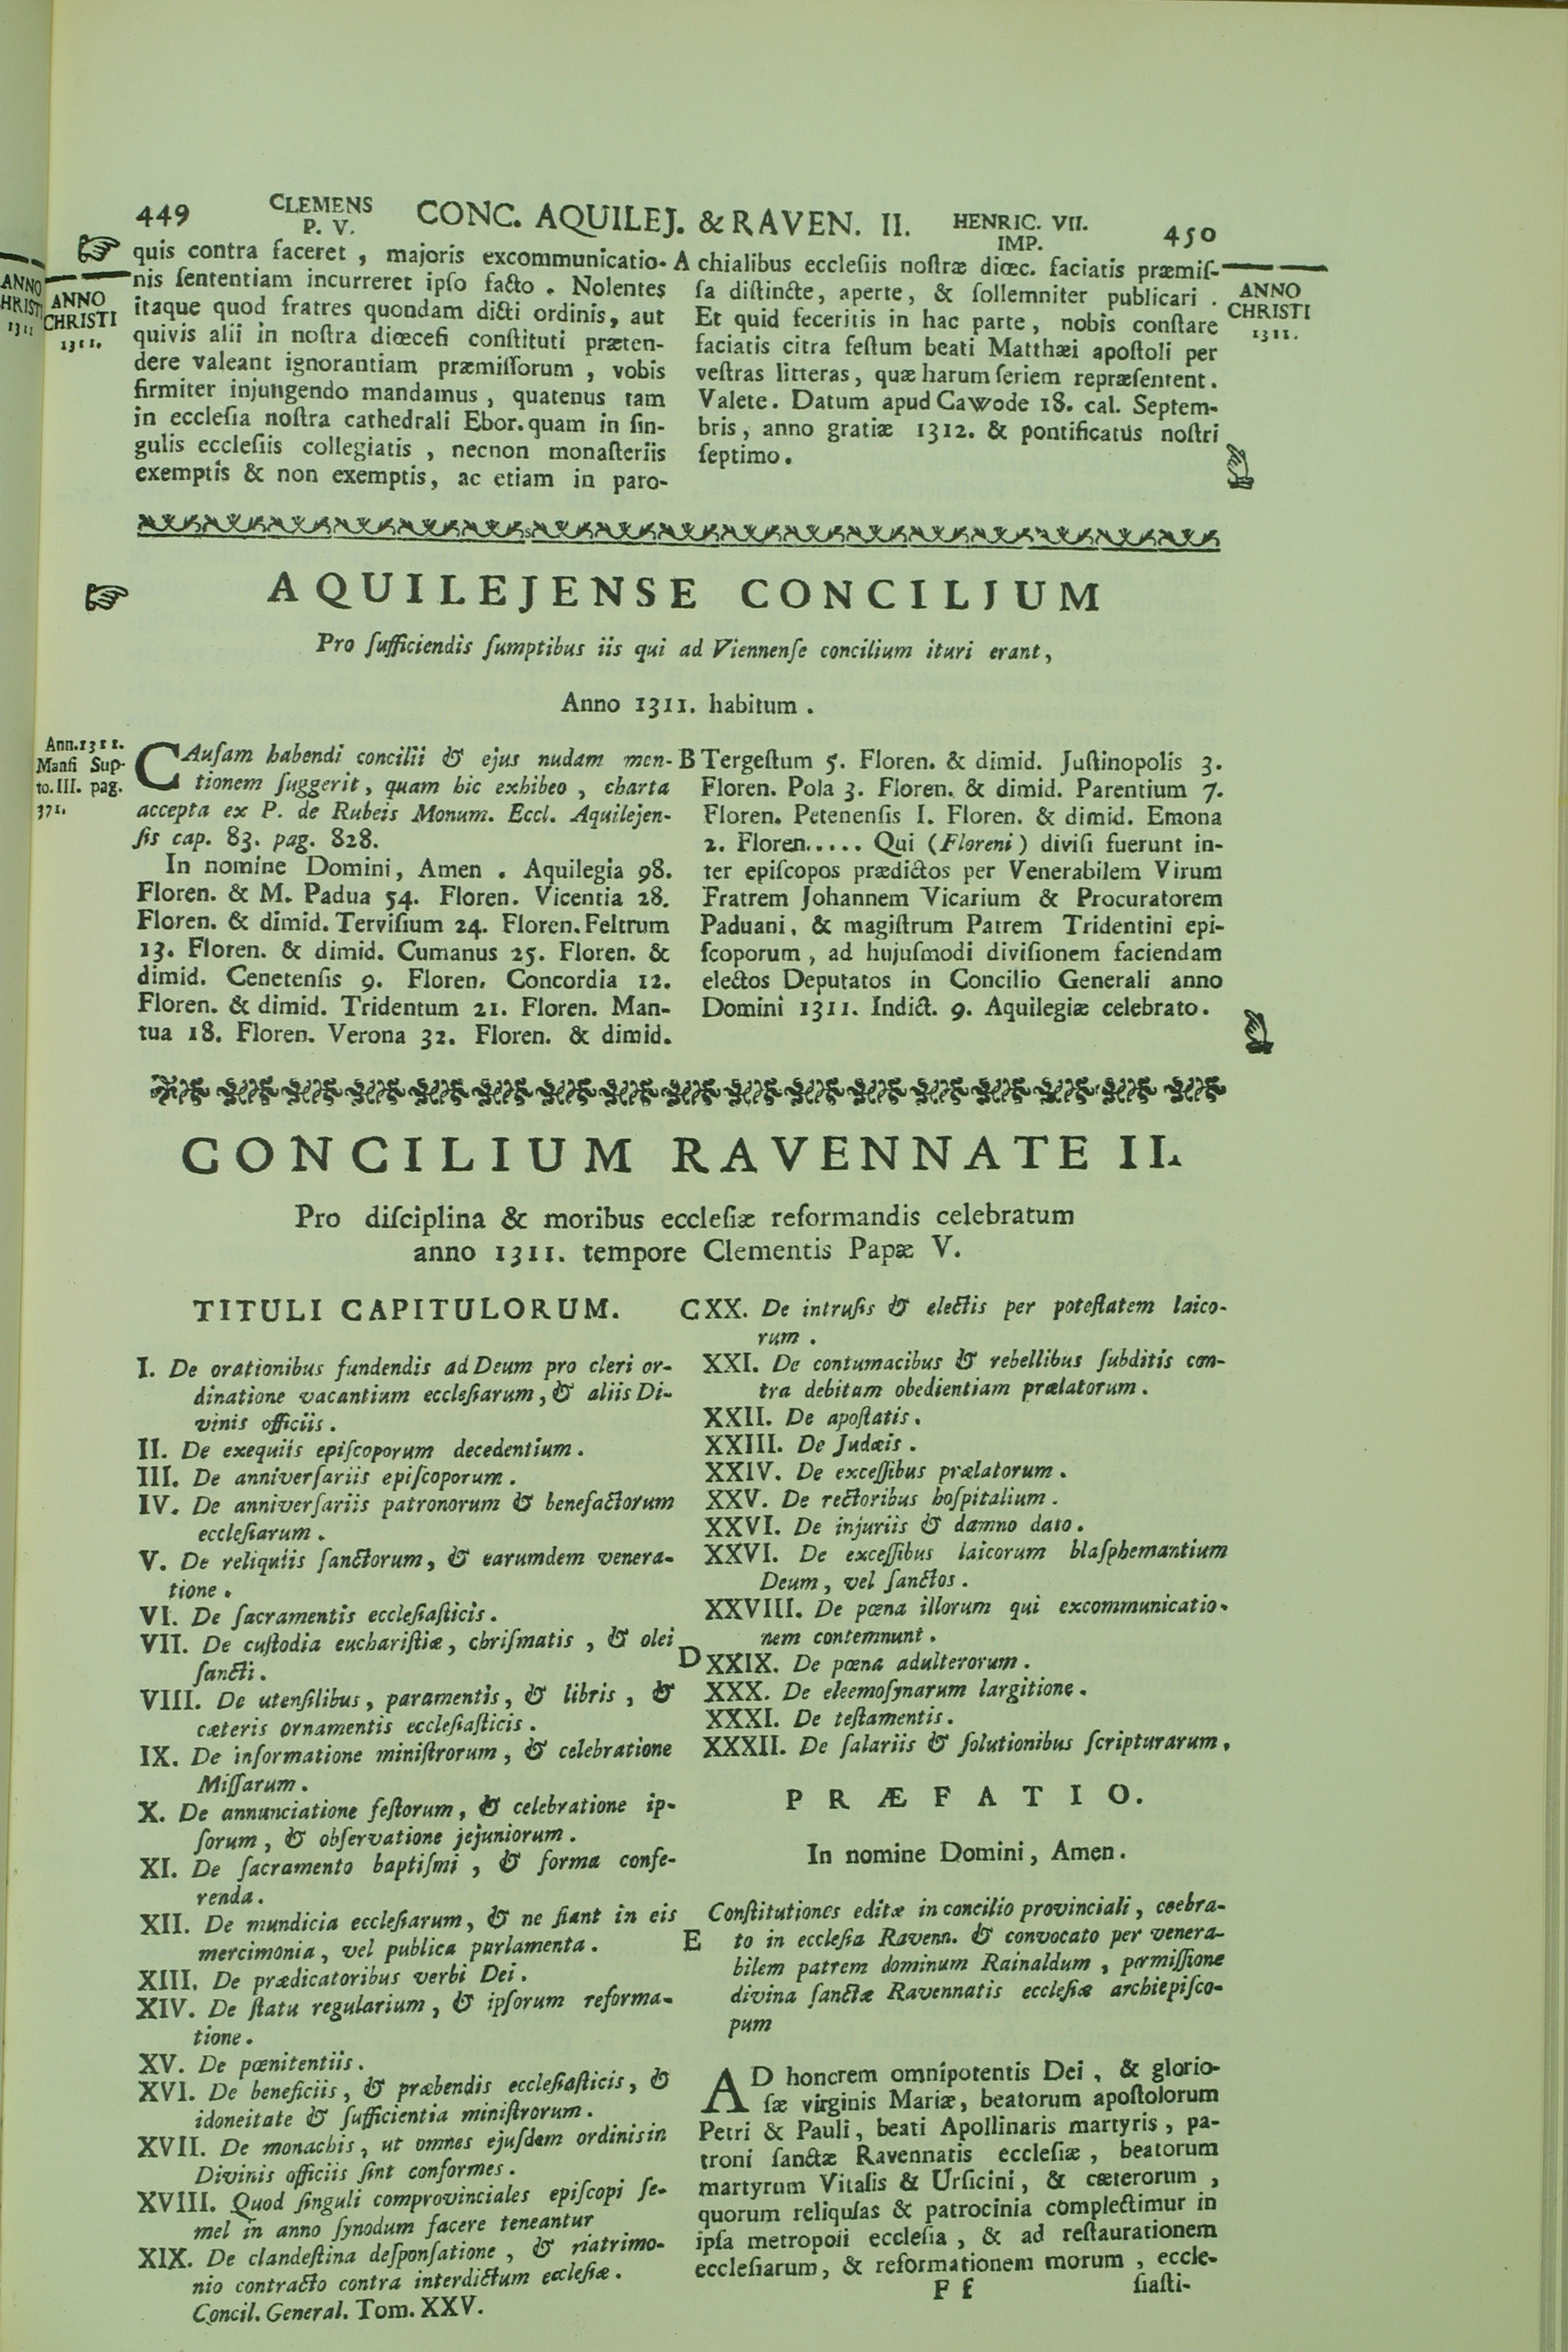 449 CLEMENS P. V. CONC. AQUILEJ. & RAVEN. II. HENRIC. VII. IMP. 450
ANNO
CHRISTI
1311.
quis contra faceret , majoris excommunicatio-
nis ſententiam incurreret ipſo facto . Nolentes
itaque quod fratres quondam dicti ordinis, aut
quivis alii in noſtra diœceſi conſtituti præten-
dere valeant ignorantiam præmiſſorum , vobis
firmiter injungendo mandamus , quatenus tam
in eccleſia noſtra cathedrali Ebor. quam in ſin-
gulis eccleſiis collegiatis , necnon monaſteriis
exemptis & non exemptis, ac etiam in paro-
A chialibus eccleſiis noſtræ diœc. faciatis præmiſ-
ſa diſtincte, aperte, & ſollemniter publicari .
Et quid feceritis in hac parte, nobis conſtare
faciatis citra feſtum beati Matthæi apoſtoli per
veſtras litteras, quæ harum ſeriem repræſentent.
Valete. Datum apud Cawode 18. cal. Septem-
bris, anno gratiæ 1312. & pontificatus noſtri
ſeptimo.
ANNO
CHRISTI
1311.
AQUILEJENSE CONCILIUM
Pro ſufficiendis ſumptibus iis qui ad Viennenſe concilium ituri erant,
Anno 1311. habitum .
Ann.1311.
Manſi Sup-
to. III. pag.
371.
CAuſam habendi concilii & ejus nudam men-
tionem ſuggerit, quam hic exhibeo , charta
accepta ex P. de Rubeis Monum. Eccl. Aquilejen-
ſis cap. 83. pag. 828.
In nomine Domini, Amen . Aquilegia 98.
Floren. & M. Padua 54. Floren. Vicentia 28.
Floren. & dimid. Terviſium 24. Floren. Feltrum
13. Floren. & dimid. Cumanus 25. Floren. &
dimid. Cenetenſis 9. Floren. Concordia 12.
Floren. & dimid. Tridentum 21. Floren. Man-
tua 18. Floren. Verona 32. Floren. & dimid.
B Tergeſtum 5. Floren. & dimid. Juſtinopolis 3.
Floren. Pola 3. Floren. & dimid. Parentium 7.
Floren. Petenenſis I. Floren. & dimid. Emona
2. Floren..... Qui (Floreni) diviſi fuerunt in-
ter epiſcopos prædictos per Venerabilem Virum
Fratrem Johannem Vicarium & Procuratorem
Paduani, & magiſtrum Patrem Tridentini epi-
ſcoporum , ad hujuſmodi diviſionem faciendam
electos Deputatos in Concilio Generali anno
Domini 1311. Indict. 9. Aquilegiæ celebrato.
CONCILIUM RAVENNATE II.
Pro diſciplina & moribus eccleſiæ reformandis celebratum
anno 1311. tempore Clementis Papæ V.
TITULI CAPITULORUM.
I. De orationibus fundendis ad Deum pro cleri or-
dinatione vacantium eccleſiarum, & aliis Di-
vinis officiis .
II. De exequiis epiſcoporum decedentium .
III. De anniverſariis epiſcoporum .
IV. De anniverſariis patronorum & benefactorum
eccleſiarum .
V. De reliquiis ſanctorum, & earumdem venera-
tione .
VI. De ſacramentis eccleſiaſticis .
VII. De cuſtodia euchariſtiæ, chriſmatis , & olei
ſancti .
VIII. De utenſilibus, paramentis, & libris , &
cæteris ornamentis eccleſiaſticis .
IX. De informatione miniſtrorum, & celebratione
Miſſarum .
X. De annunciatione feſtorum, & celebratione ip-
ſorum , & obſervatione jejuniorum .
XI. De ſacramento baptiſmi , & forma confe-
renda .
XII. De mundicia eccleſiarum, & ne fiant in eis
mercimonia, vel publica parlamenta .
XIII. De prædicatoribus verbi Dei .
XIV. De ſtatu regularium, & ipſorum reforma-
tione .
XV. De pœnitentiis .
XVI. De beneficiis, & præbendis eccleſiaſticis, &
idoneitate & ſufficientia miniſtrorum .
XVII. De monachis, ut omnes ejuſdem ordinis in
Divinis officiis ſint conformes .
XVIII. Quod ſinguli comprovinciales epiſcopi ſe-
mel in anno ſynodum facere teneantur .
XIX. De clandeſtina deſponſatione , & matrimo-
nio contracto contra interdictum eccleſiæ .
Concil. General. Tom. XXV.
C XX. De intruſis & electis per poteſtatem laico-
rum .
XXI. De contumacibus & rebellibus ſubditis con-
tra debitam obedientiam prælatorum .
XXII. De apoſtatis .
XXIII. De Judæis .
XXIV. De exceſſibus prælatorum .
XXV. De rectoribus hoſpitalium .
XXVI. De injuriis & damno dato .
XXVI. De exceſſibus laicorum blaſphemantium
Deum, vel ſanctos .
XXVIII. De pœna illorum qui excommunicatio-
nem contemnunt .
D XXIX. De pœna adulterorum .
XXX. De eleemoſynarum largitione .
XXXI. De teſtamentis .
XXXII. De ſalariis & ſolutionibus ſcripturarum .
PRÆFATIO.
In nomine Domini, Amen .
Conſtitutiones editæ in concilio provinciali, ceebra-
E to in eccleſia Ravenn. & convocato per venera-
bilem patrem dominum Rainaldum , permiſſione
divina ſanctæ Ravennatis eccleſiæ archiepiſco-
pum
AD honorem omnipotentis Dei , & glorio-
ſæ virginis Mariæ, beatorum apoſtolorum
Petri & Pauli, beati Apollinaris martyris , pa-
troni ſanctæ Ravennatis eccleſiæ , beatorum
martyrum Vitalis & Urſicini, & cæterorum ,
quorum reliquias & patrocinia complectimur in
ipſa metropoli eccleſia , & ad reſtaurationem
eccleſiarum, & reformationem morum , eccle-
F f ſiaſti-